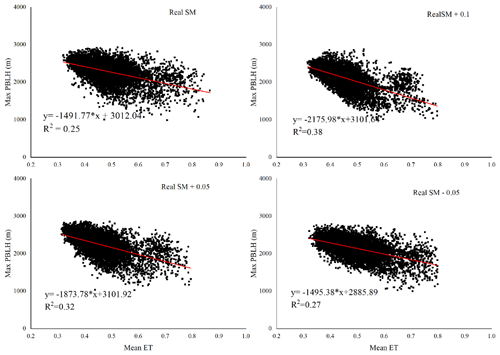 Real SM
4000
3000
2000
1000
0
Max PBLH (m)
y= -1491.77*x + 3012.04
R² = 0.25
0.2 0.3 0.4 0.5 0.6 0.7 0.8 0.9 1.0
RealSM + 0.1
4000
3000
2000
1000
0
Max PBLH (m)
R²=0.38
0.2 0.3 0.4 0.5 0.6 0.7 0.8 0.9 1.0
Real SM + 0.05
4000
3000
2000
1000
0
Max PBLH (m)
y= -1873.78*x+3101.92
R²=0.32
0.2 0.3 0.4 0.5 0.6 0.7 0.8 0.9 1.0
Mean ET
Real SM - 0.05
4000
3000
2000
1000
0
Max PBLH (m)
y= -1495.38*x+2885.89
R²=0.27
0.2 0.3 0.4 0.5 0.6 0.7 0.8 0.9 1.0
Mean ET